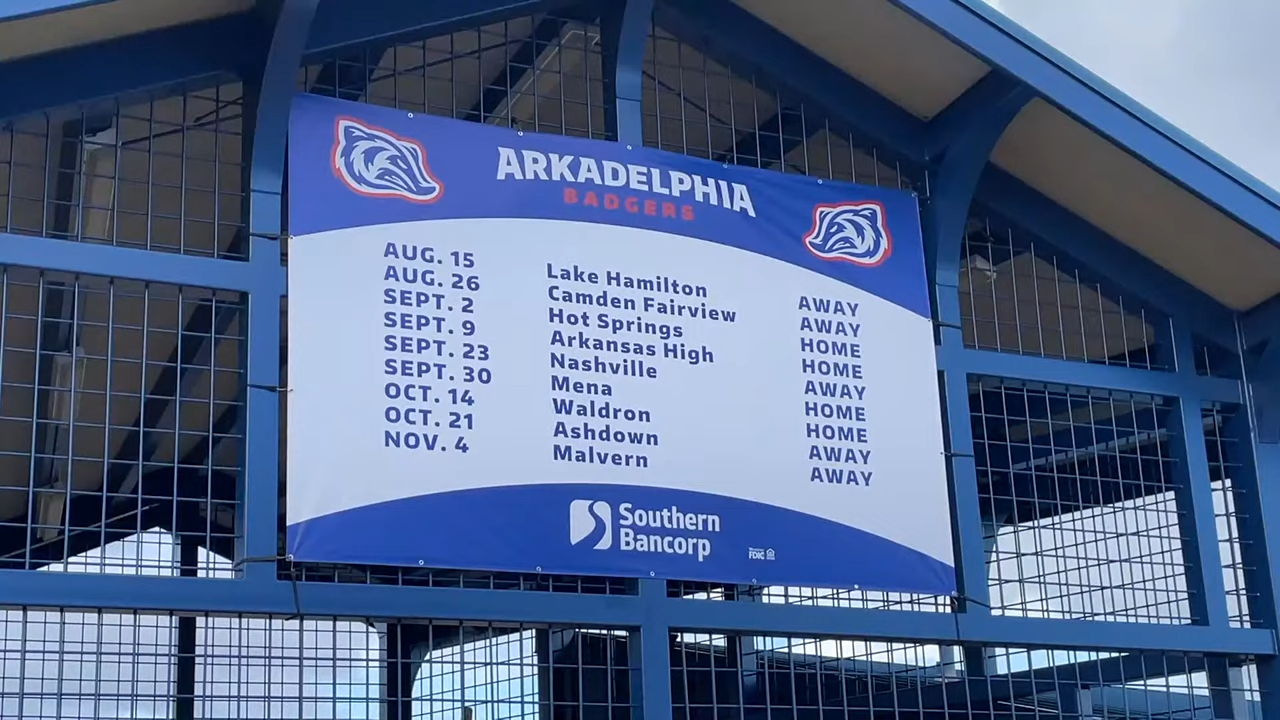 ARKADELPHIA
BADGERS
AUG. 15 Lake Hamilton AWAY
AUG. 26 Camden Fairview AWAY
SEPT. 2 Hot Springs HOME
SEPT. 9 Arkansas High HOME
SEPT. 23 Nashville AWAY
SEPT. 30 Mena HOME
OCT. 14 Waldron HOME
OCT. 21 Ashdown AWAY
NOV. 4 Malvern AWAY
Southern
Bancorp
FDIC